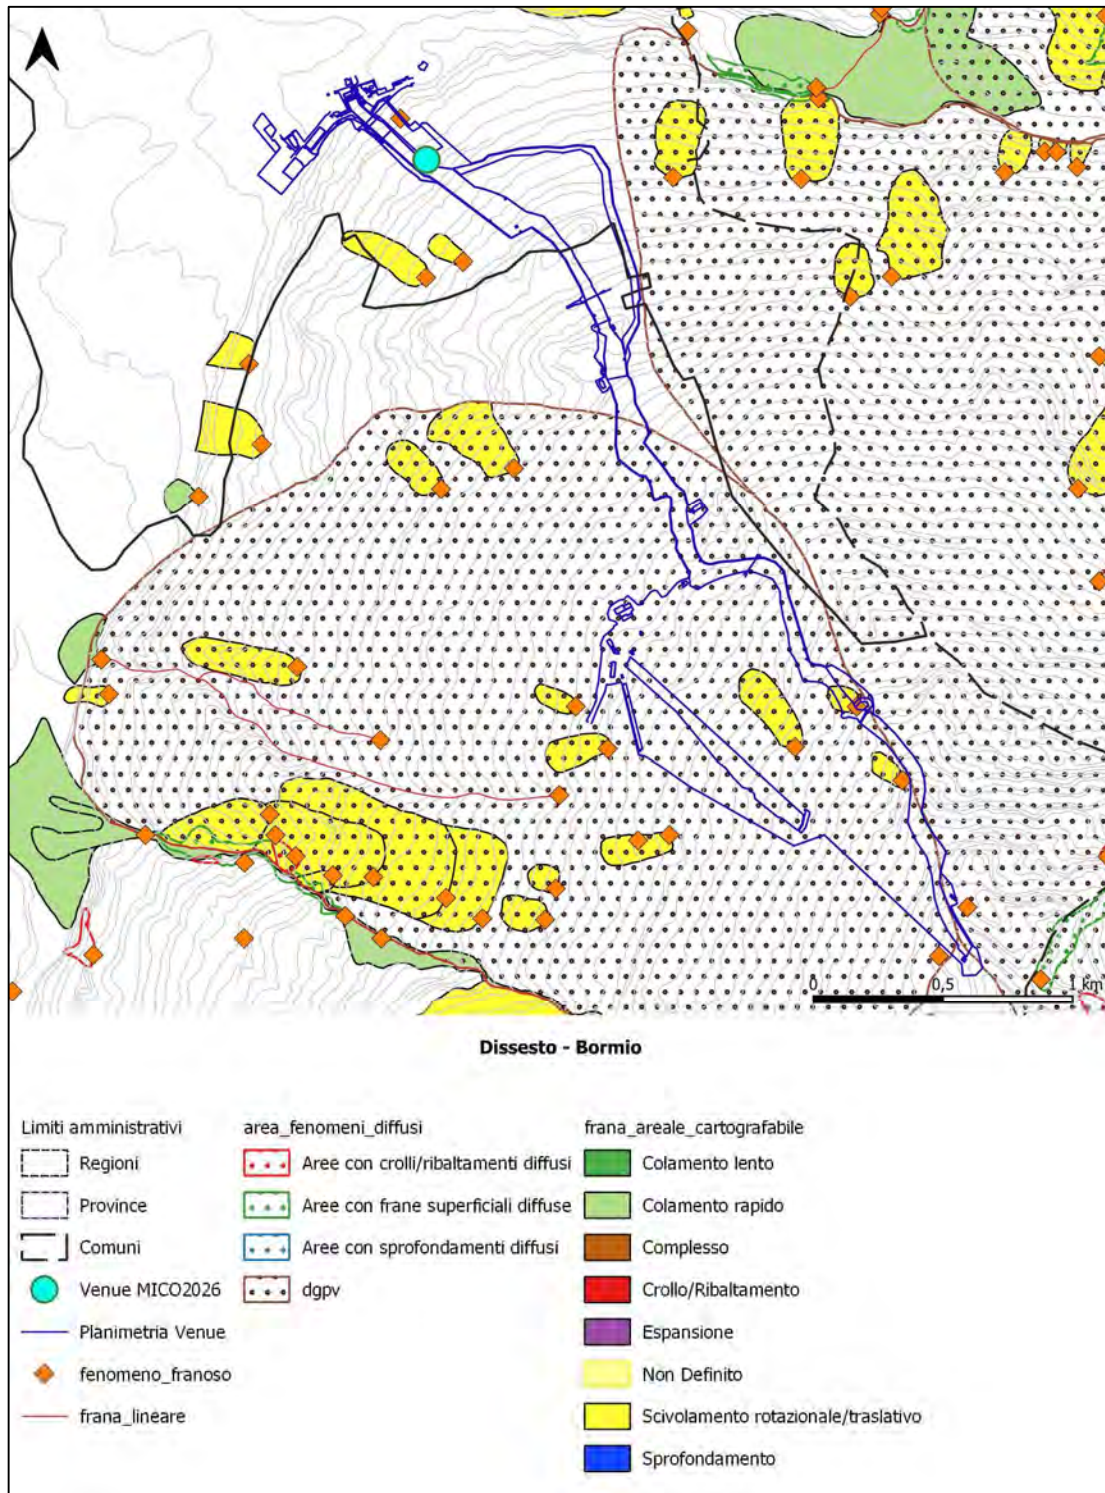 0 0,5 1 km
Dissesto - Bormio
Limiti amministrativi
Regioni
Province
Comuni
Venue MICO2026
Planimetria Venue
fenomeno_franoso
frana_lineare
area_fenomeni_diffusi
Aree con crolli/ribaltamenti diffusi
Aree con frane superficiali diffuse
Aree con sprofondamenti diffusi
dgpv
frana_areale_cartografabile
Colamento lento
Colamento rapido
Complesso
Crollo/Ribaltamento
Espansione
Non Definito
Scivolamento rotazionale/traslativo
Sprofondamento